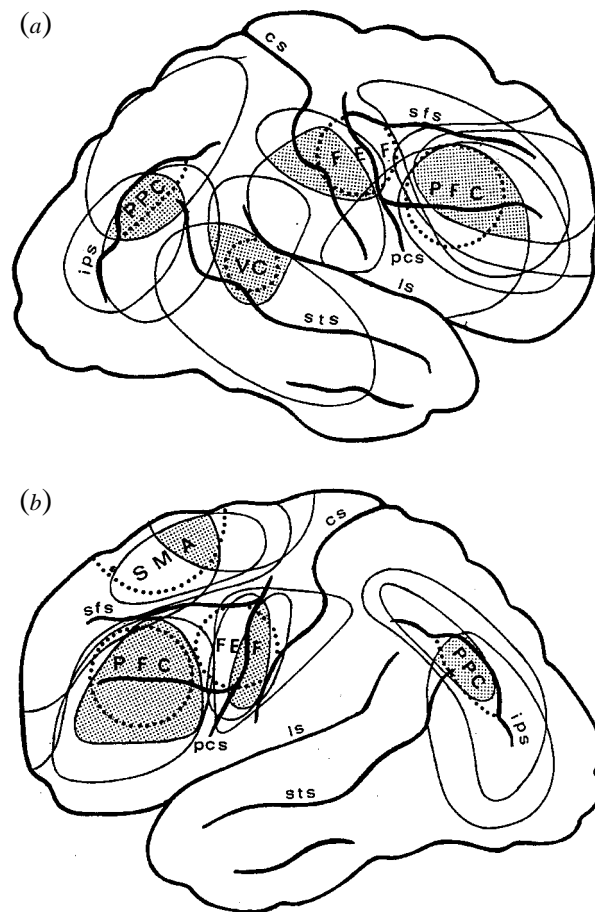 (a)
cs
sfs
F E F
PFC
PPC
ips
VC
pcs
ls
sts
(b)
cs
SMA
sfs
FEF
PFC
PPC
pcs
ls
ips
sts